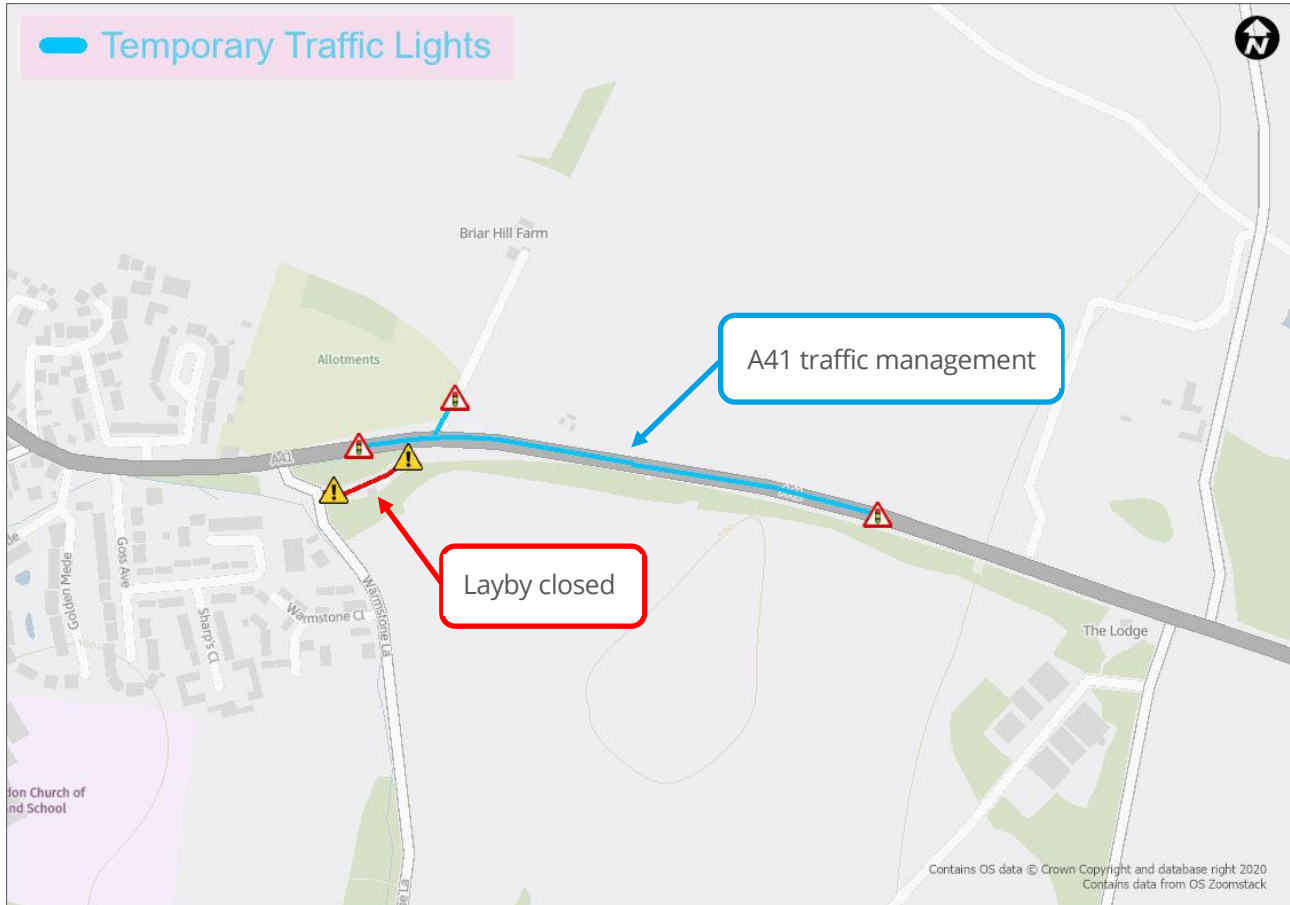 Temporary Traffic Lights
N
Briar Hill Farm
A41 traffic management
Allotments
A41
Layby closed
Golden Mede
Goss Ave
Sharp's Cl
Warmstone Cl
Warmstone La
100
100
The Lodge
don Church of
nd School
Contains OS data © Crown Copyright and database right 2020
Contains data from OS Zoomstack